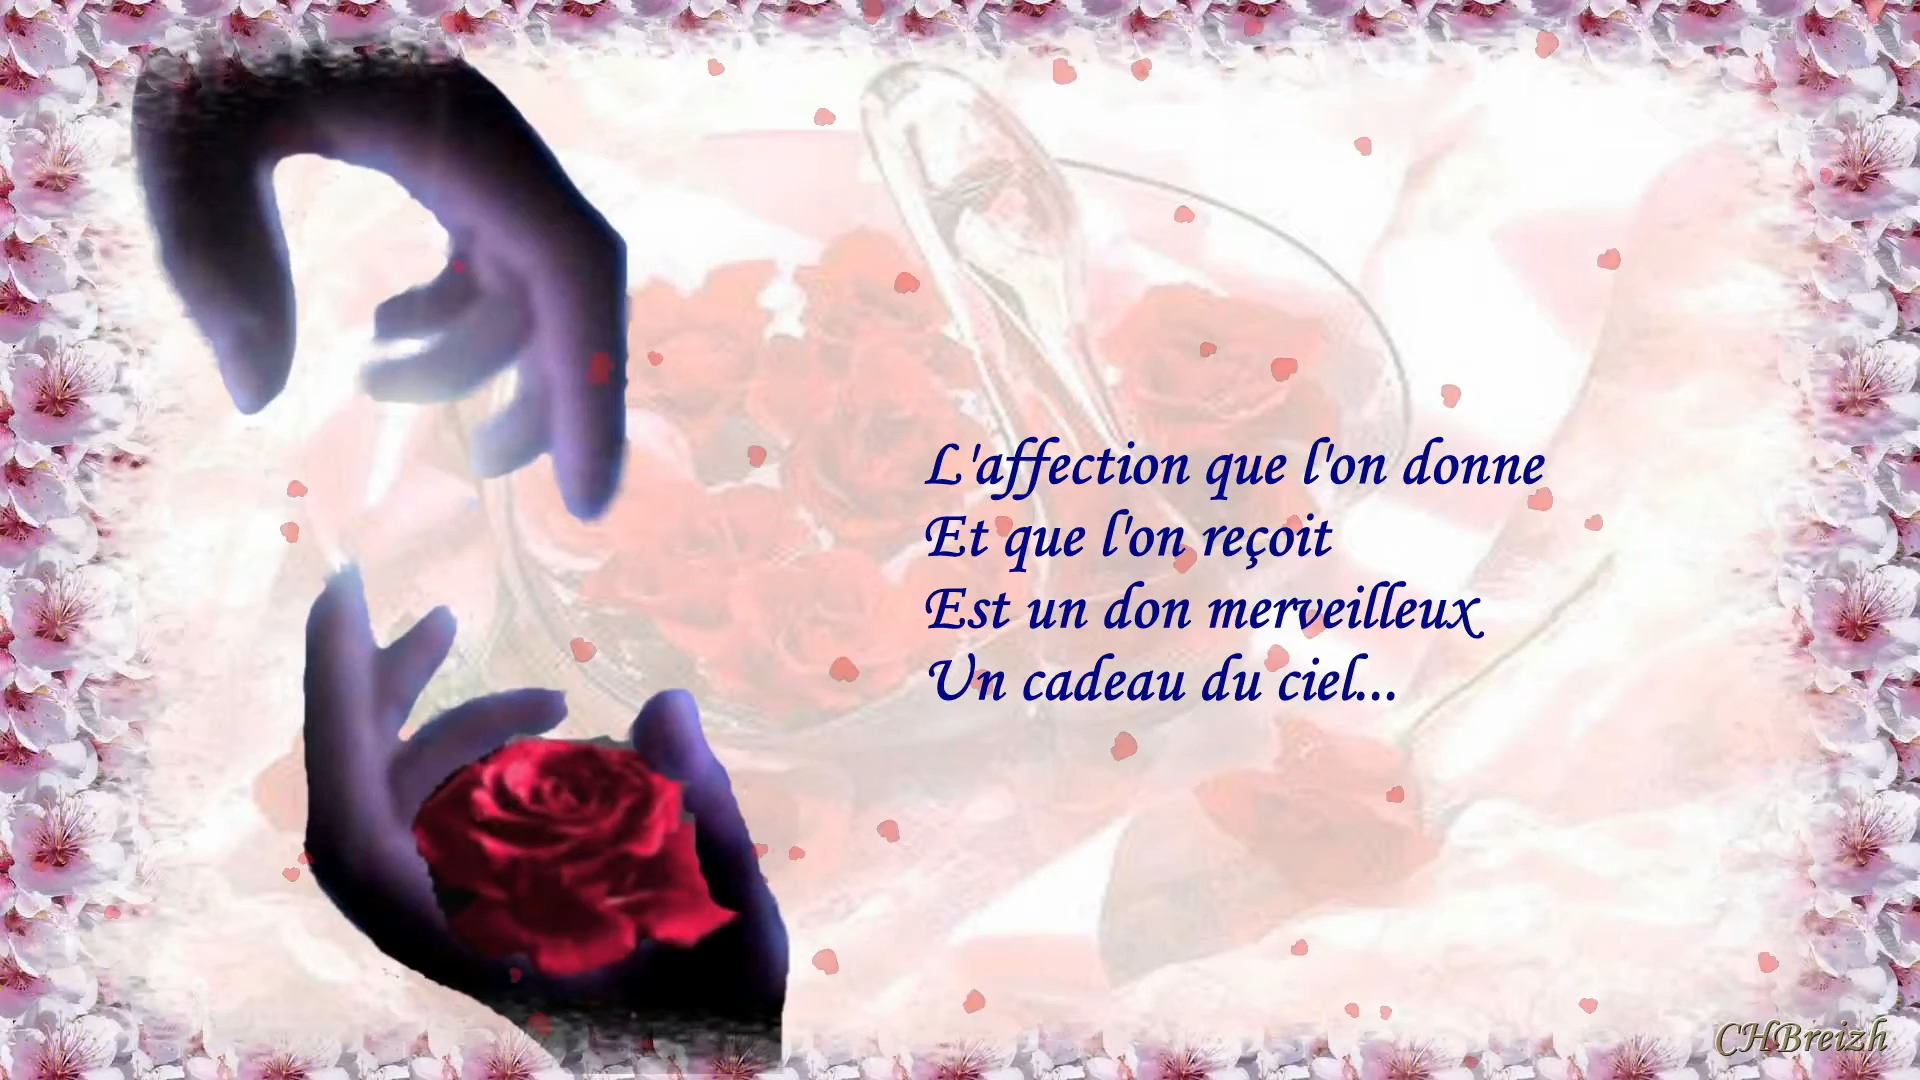 L'affection que l'on donne
Et que l'on reçoit
Est un don merveilleux
Un cadeau du ciel...
CHBreizh